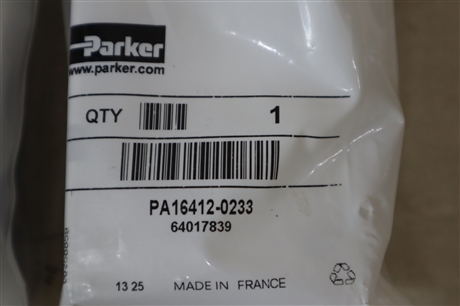 Parker
www.parker.com
QTY 1
PA16412-0233
64017839
13 25 MADE IN FRANCE